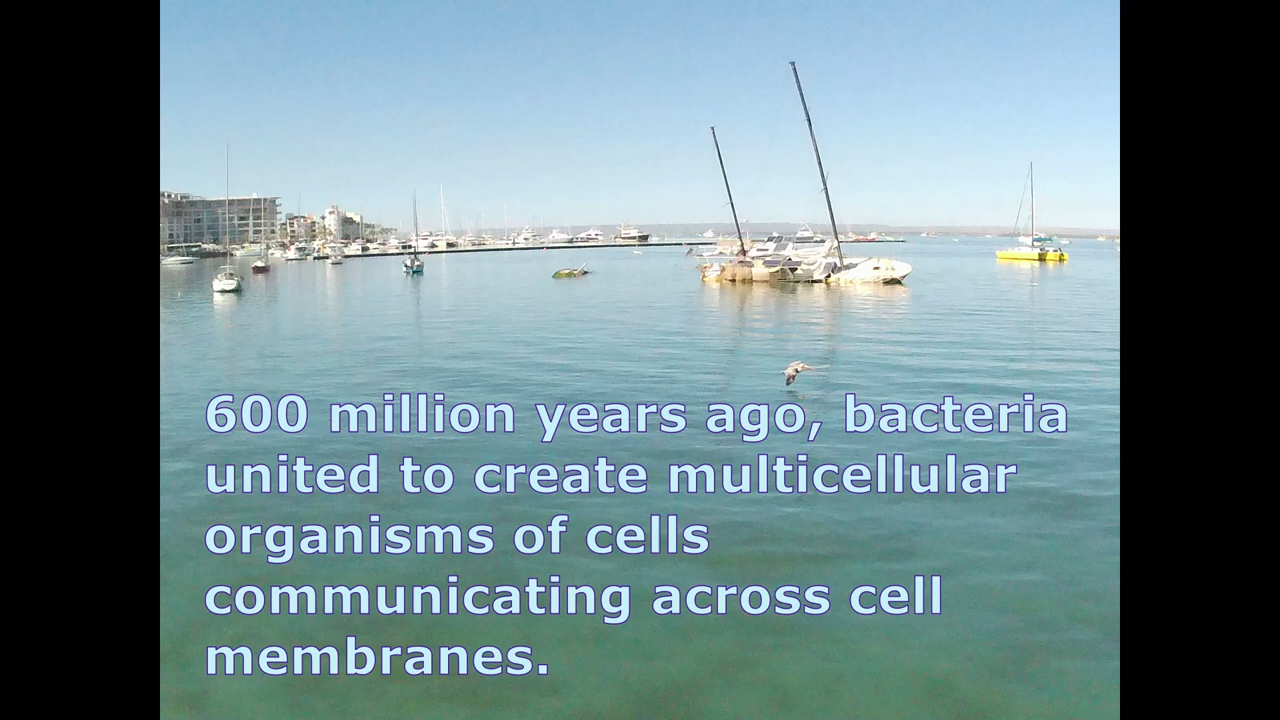 600 million years ago, bacteria
united to create multicellular
organisms of cells
communicating across cell
membranes.